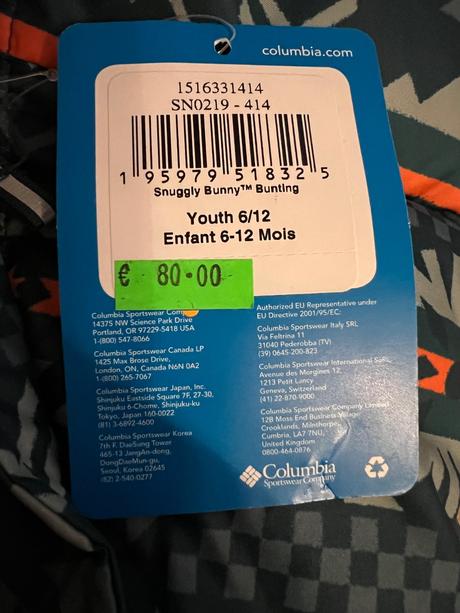 columbia.com
1516331414
SN0219 - 414
1 95979 51832 5
Snuggly Bunny™ Bunting
Youth 6/12
Enfant 6-12 Mois
€ 80.00
Columbia Sportswear Com
14375 NW Science Park Drive
Portland, OR 97229-5418 USA
1-(800) 547-8066
Columbia Sportswear Canada LP
1425 Max Brose Drive,
London, ON, Canada N6N 0A2
1-(800) 265-7067
Columbia Sportswear Japan, Inc.
Shinjuku Eastside Square 7F, 27-30,
Shinjuku 6-Chome, Shinjuku-ku
Tokyo, Japan 160-0022
(81) 3-6892-4600
Columbia Sportswear Korea
7th F. DaeSung Tower
465-13 JangAn-dong,
DongDaeMun-gu,
Seoul, Korea 02645
(82) 2-540-0277
Authorized EU Representative under
EU Directive 2001/95/EC:
Columbia Sportswear Italy SRL
Via Feltrina 11
31040 Pederobba (TV)
(39) 0645-200-823
Columbia Sportswear International Sàrl,
Avenue des Morgines 12,
1213 Petit Lancy
Geneva, Switzerland
(41) 22-870-9000
Columbia Sportswear Company Limited
12B Moss End Business Village
Crooklands, Milnthorpe,
Cumbria, LA7 7NU,
United Kingdom
0800-464-0876
Columbia
Sportswear Company